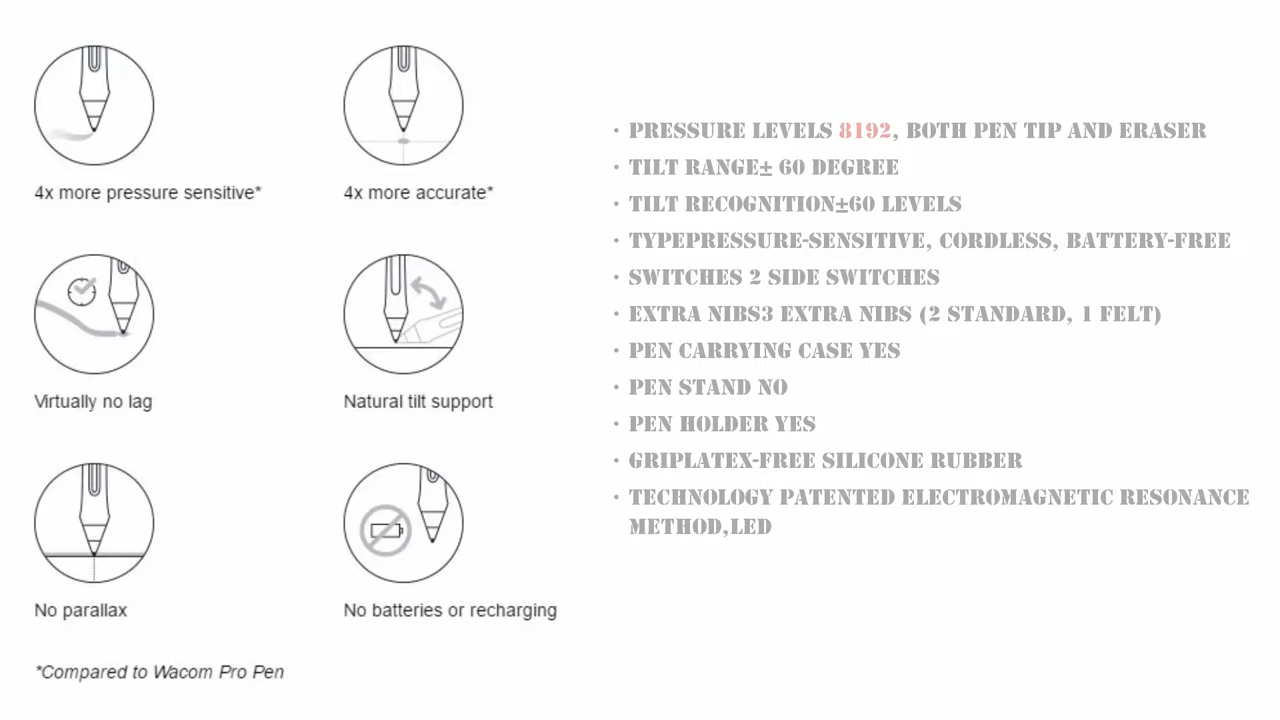 4x more pressure sensitive*
4x more accurate*
Virtually no lag
Natural tilt support
No parallax
No batteries or recharging
*Compared to Wacom Pro Pen
• PRESSURE LEVELS 8192, BOTH PEN TIP AND ERASER
• TILT RANGE± 60 DEGREE
• TILT RECOGNITION±60 LEVELS
• TYPEPRESSURE-SENSITIVE, CORDLESS, BATTERY-FREE
• SWITCHES 2 SIDE SWITCHES
• EXTRA NIBS3 EXTRA NIBS (2 STANDARD, 1 FELT)
• PEN CARRYING CASE YES
• PEN STAND NO
• PEN HOLDER YES
• GRIPLATEX-FREE SILICONE RUBBER
• TECHNOLOGY PATENTED ELECTROMAGNETIC RESONANCE
METHOD,LED